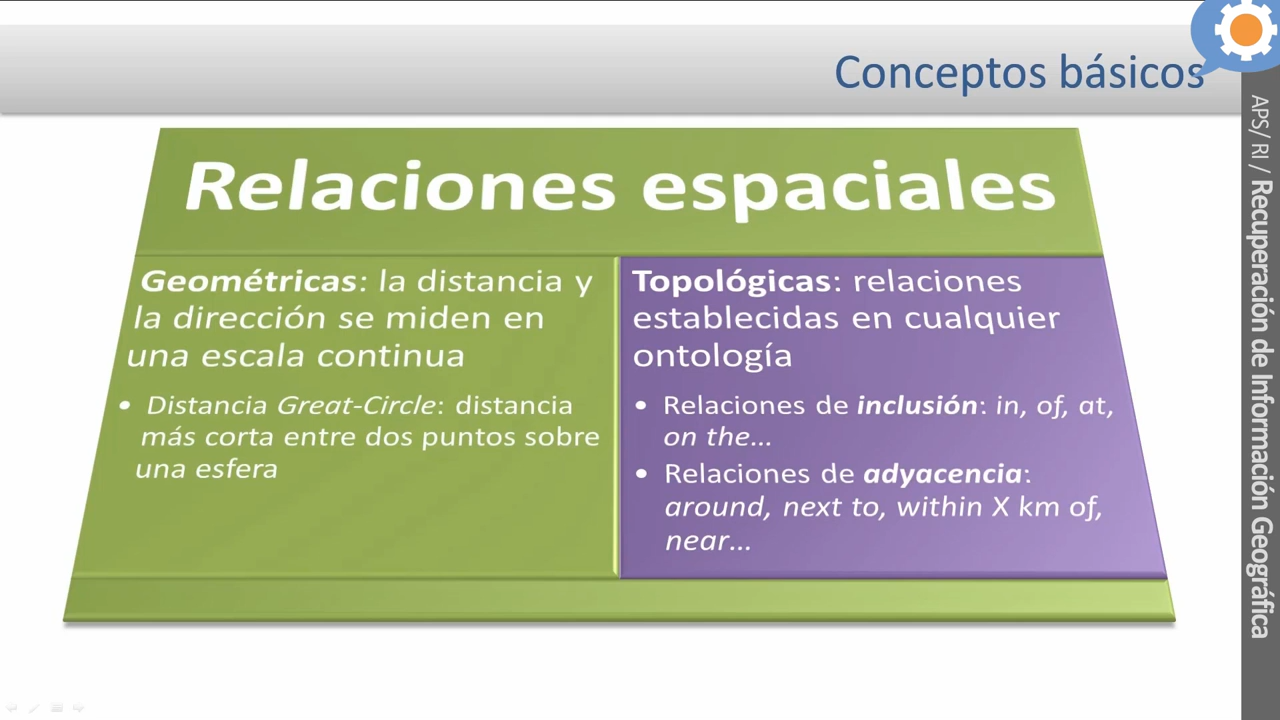 Conceptos básicos
Relaciones espaciales
Geométricas: la distancia y
la dirección se miden en
una escala continua
• Distancia Great-Circle: distancia
más corta entre dos puntos sobre
una esfera
Topológicas: relaciones
establecidas en cualquier
ontología
• Relaciones de inclusión: in, of, at,
on the...
• Relaciones de adyacencia:
around, next to, within X km of,
near...
APS/ RI / Recuperación de Información Geográfica